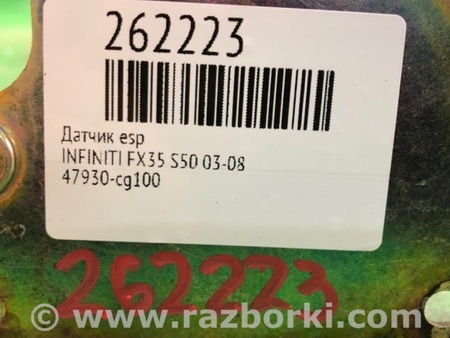 262223
Датчик esp
INFINITI FX35 S50 03-08
47930-cg100
262223
www.razborki.com